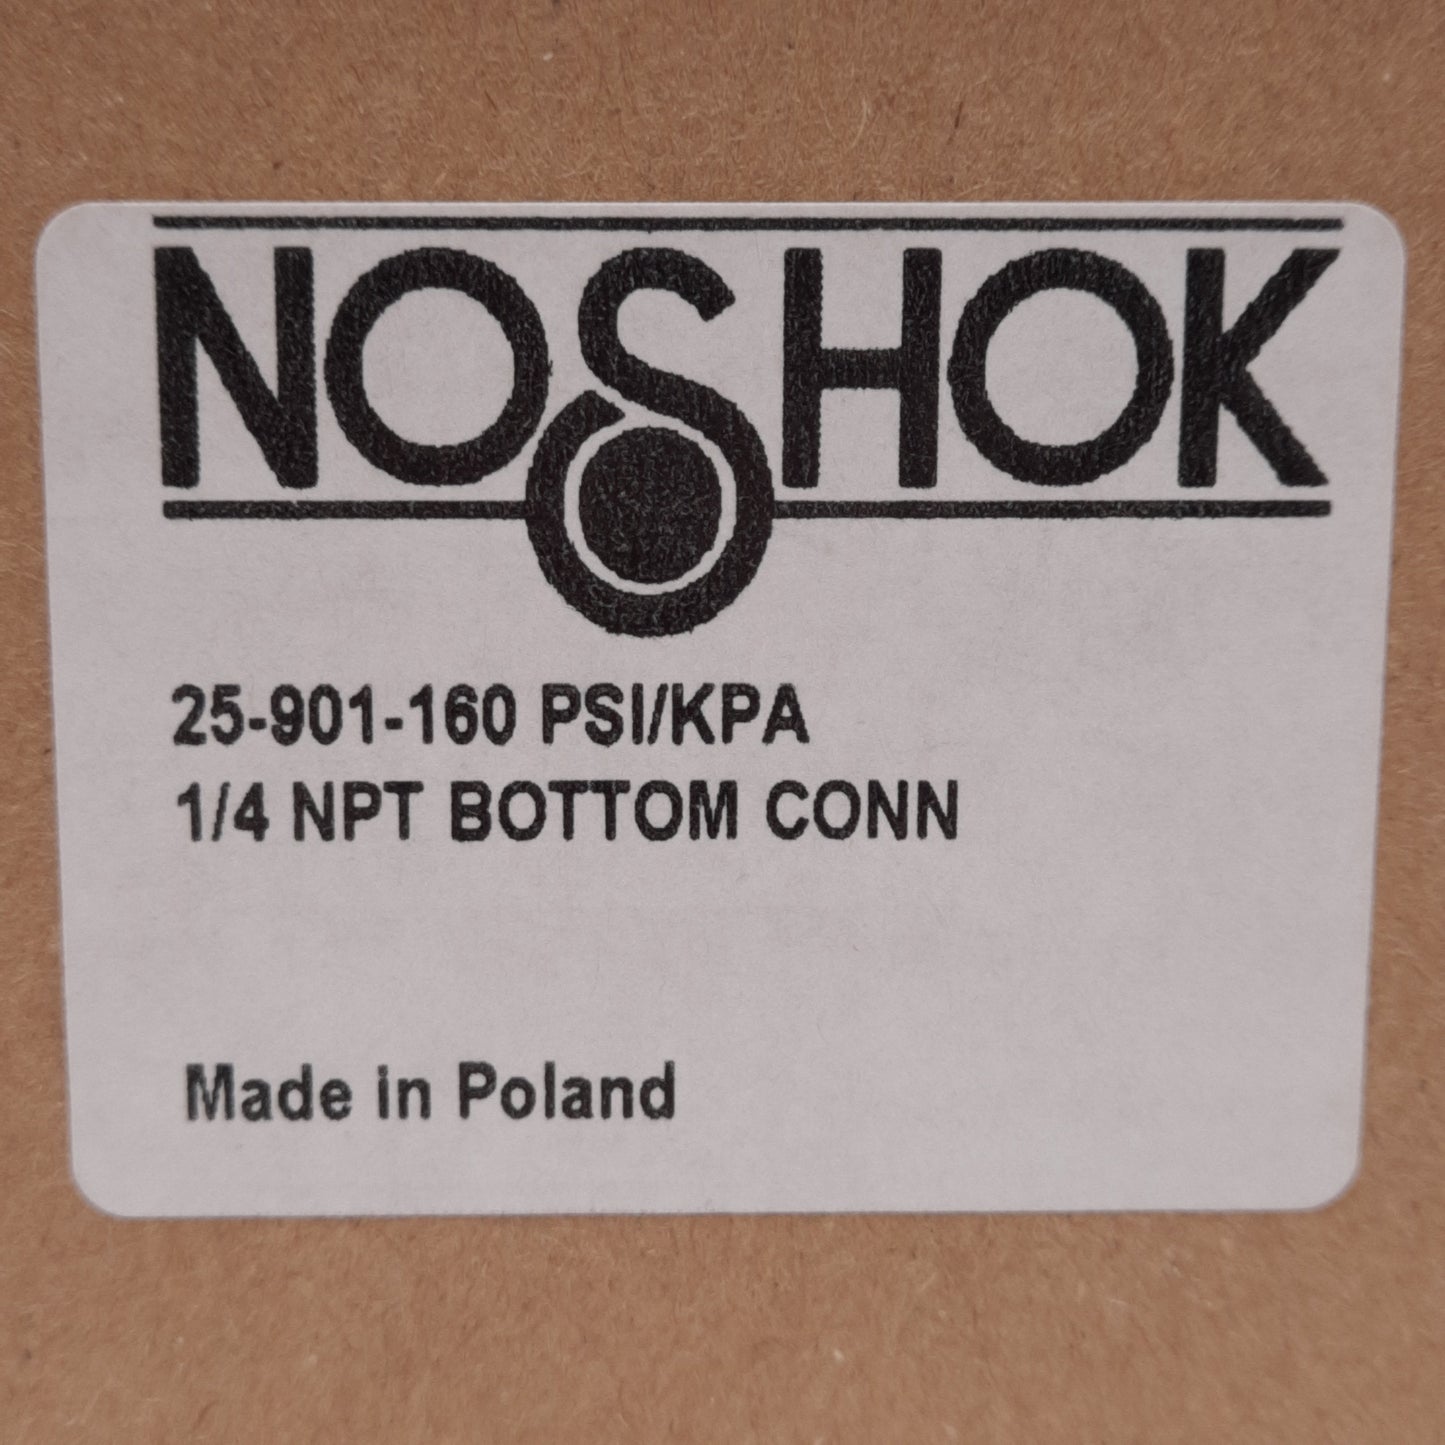 NOSHOK
25-901-160 PSI/KPA
1/4 NPT BOTTOM CONN
Made in Poland